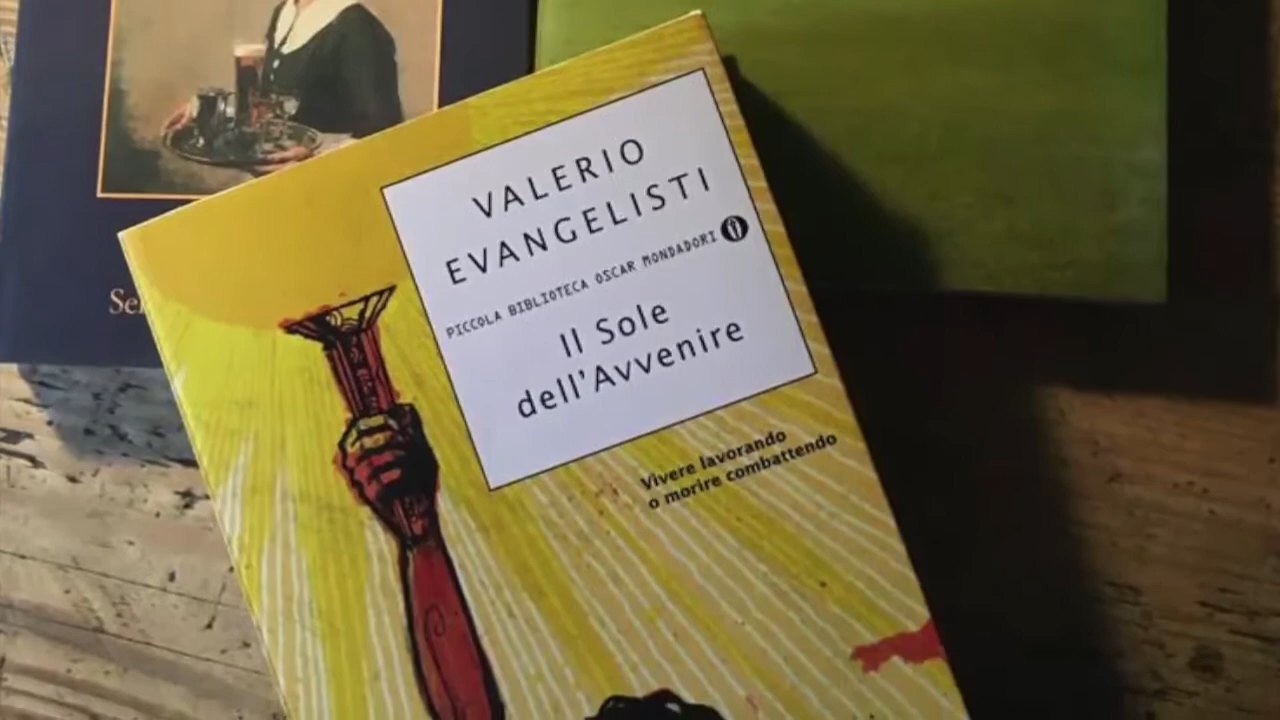 VALERIO
EVANGELISTI
PICCOLA BIBLIOTECA OSCAR MONDADORI
Il Sole
dell'Avvenire
Vivere lavorando
o morire combattendo